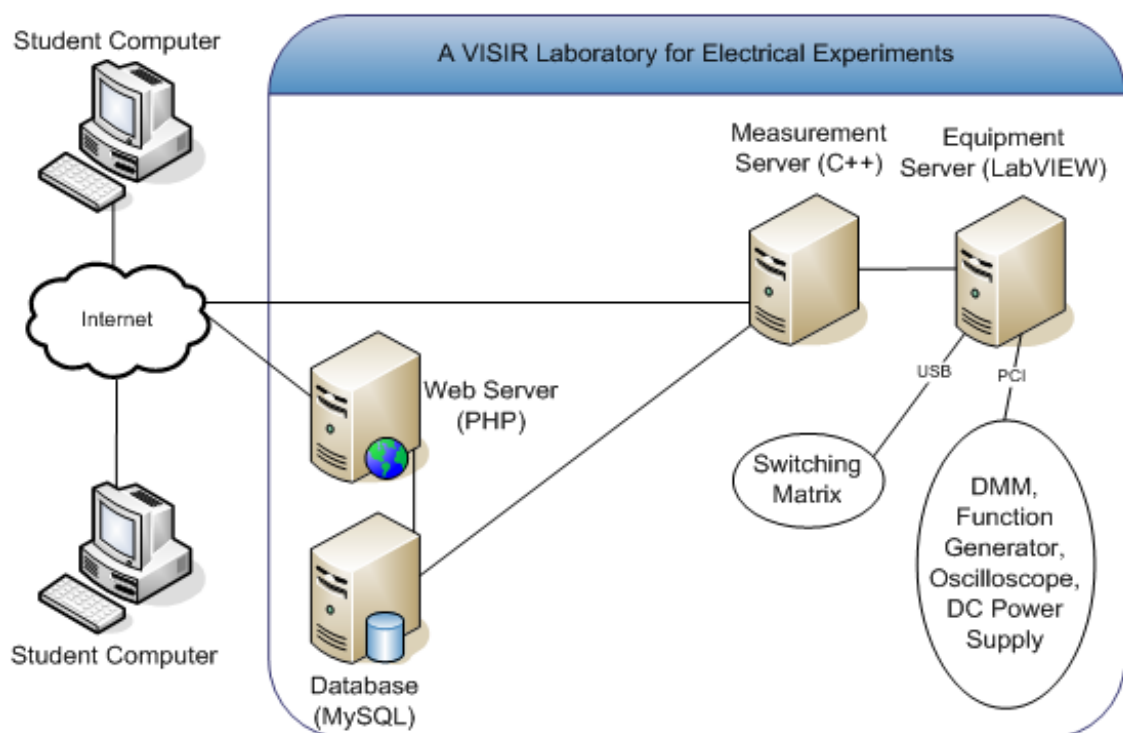 Student Computer
A VISIR Laboratory for Electrical Experiments
Measurement
Server (C++)
Equipment
Server (LabVIEW)
Internet
USB
PCI
Web Server
(PHP)
Switching
Matrix
DMM,
Function
Generator,
Oscilloscope,
DC Power
Supply
Student Computer
Database
(MySQL)